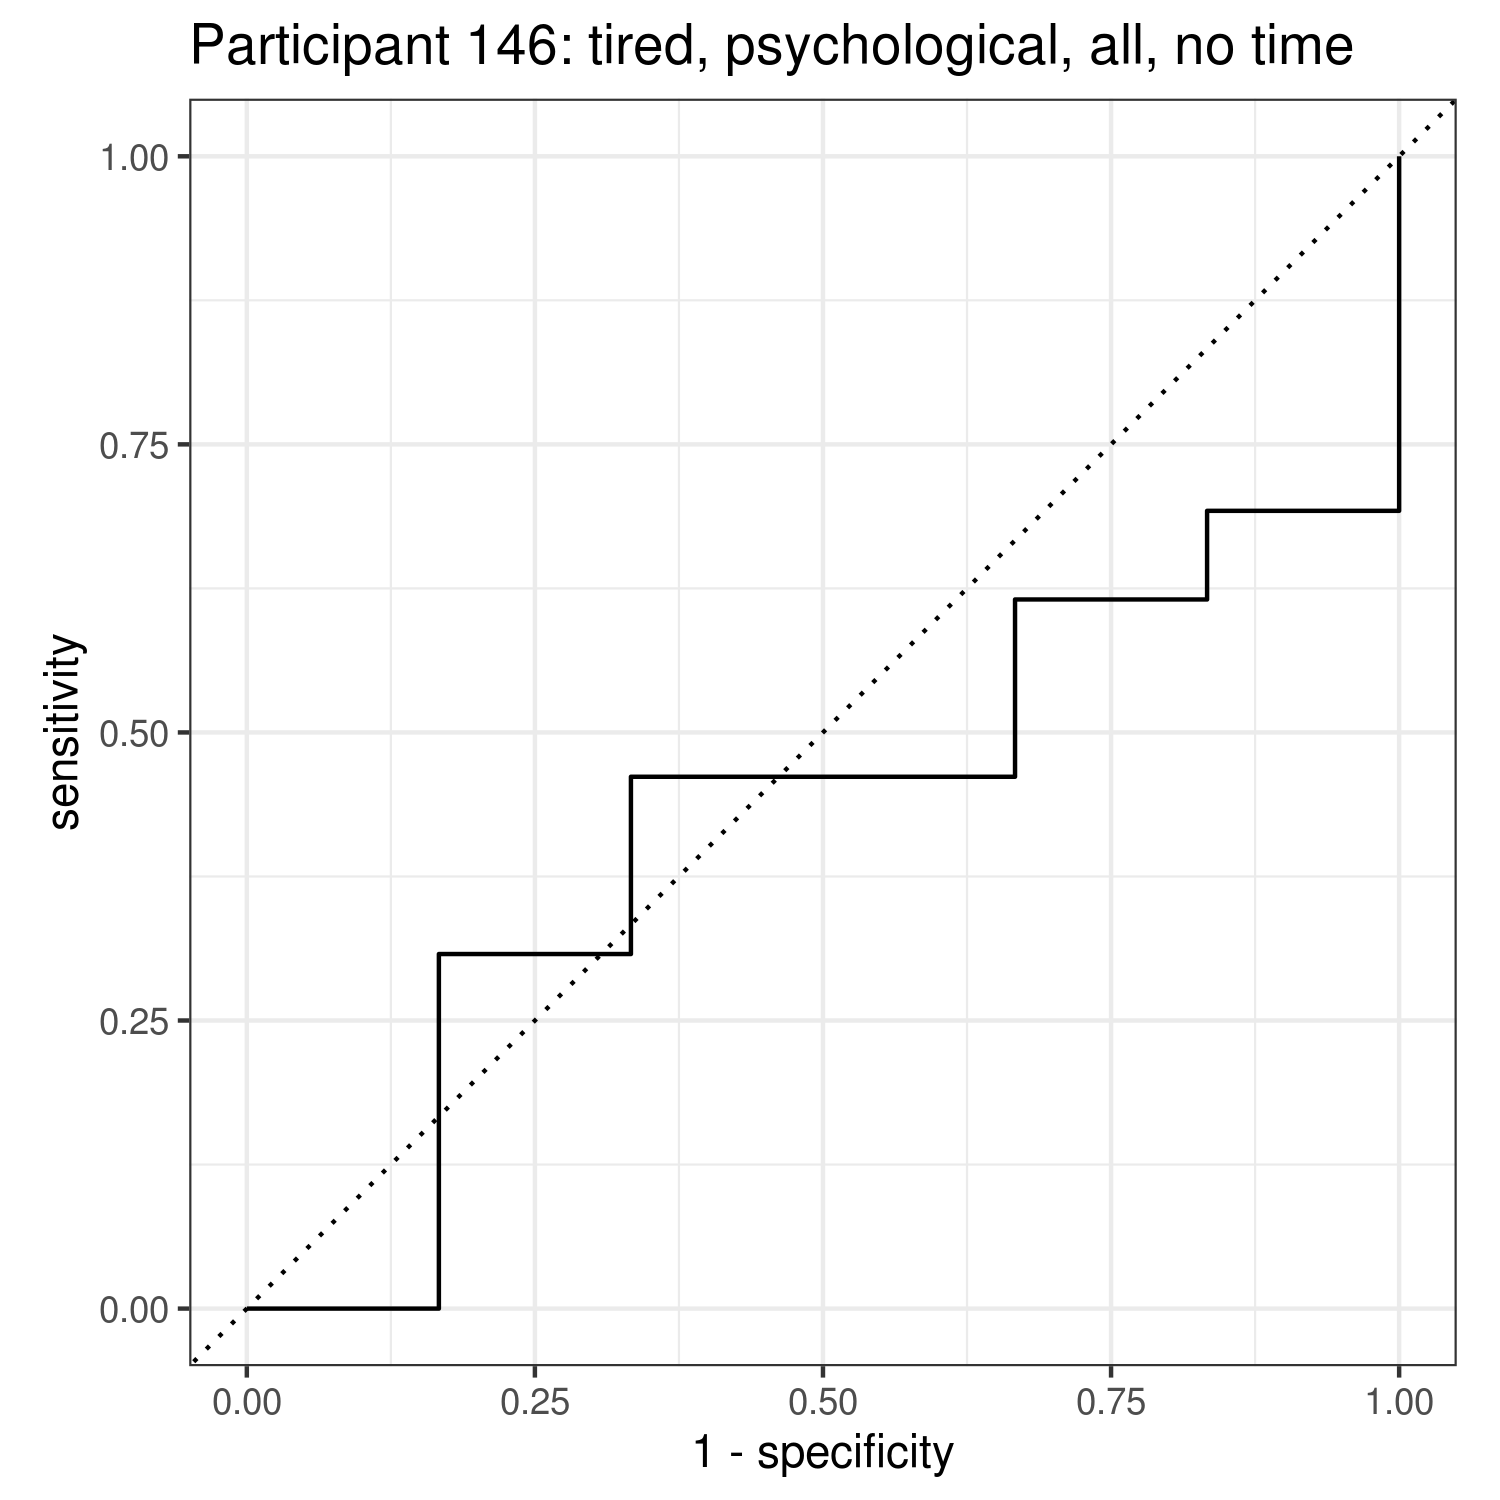 Participant 146: tired, psychological, all, no time
1.00
0.75
0.50
0.25
0.00
sensitivity
0.00 0.25 0.50 0.75 1.00
1 - specificity